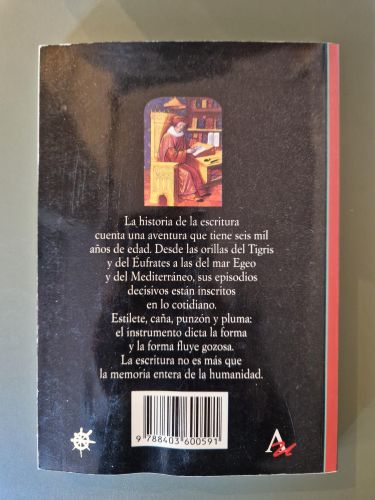 La historia de la escritura
cuenta una aventura que tiene seis mil
años de edad. Desde las orillas del Tigris
y del Éufrates a las del mar Egeo
y del Mediterráneo, sus episodios
decisivos están inscritos
en lo cotidiano.
Estilete, caña, punzón y pluma:
el instrumento dicta la forma
y la forma fluye gozosa.
La escritura no es más que
la memoria entera de la humanidad.
9 788403 600591